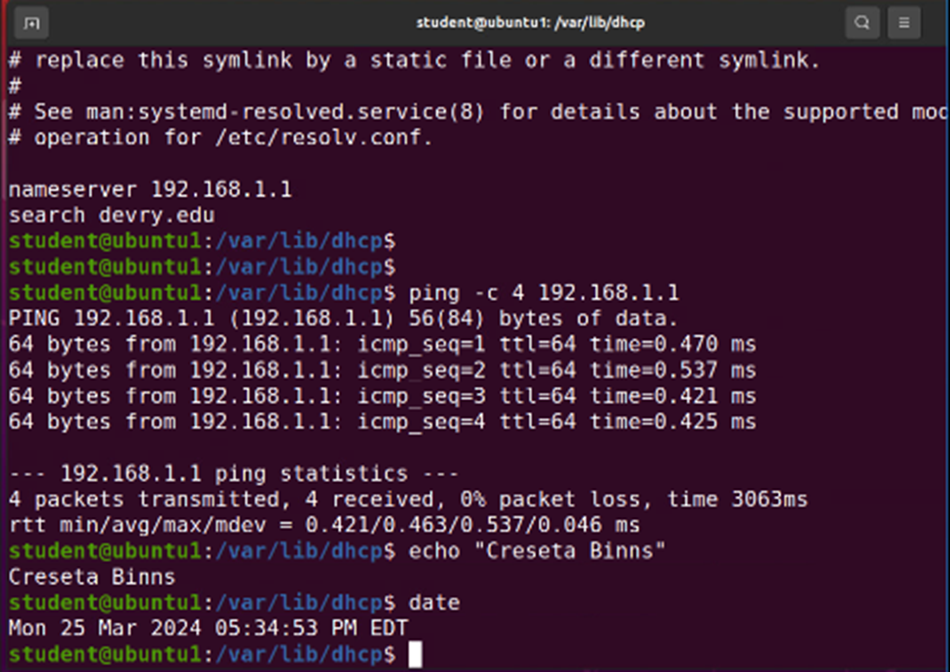 student@ubuntu1: /var/lib/dhcp
# replace this symlink by a static file or a different symlink.
#
# See man:systemd-resolved.service(8) for details about the supported mod
# operation for /etc/resolv.conf.
nameserver 192.168.1.1
search devry.edu
student@ubuntu1:/var/lib/dhcp$
student@ubuntu1:/var/lib/dhcp$
student@ubuntu1:/var/lib/dhcp$ ping -c 4 192.168.1.1
PING 192.168.1.1 (192.168.1.1) 56(84) bytes of data.
64 bytes from 192.168.1.1: icmp_seq=1 ttl=64 time=0.470 ms
64 bytes from 192.168.1.1: icmp_seq=2 ttl=64 time=0.537 ms
64 bytes from 192.168.1.1: icmp_seq=3 ttl=64 time=0.421 ms
64 bytes from 192.168.1.1: icmp_seq=4 ttl=64 time=0.425 ms
--- 192.168.1.1 ping statistics ---
4 packets transmitted, 4 received, 0% packet loss, time 3063ms
rtt min/avg/max/mdev = 0.421/0.463/0.537/0.046 ms
student@ubuntu1:/var/lib/dhcp$ echo "Creseta Binns"
Creseta Binns
student@ubuntu1:/var/lib/dhcp$ date
Mon 25 Mar 2024 05:34:53 PM EDT
student@ubuntu1:/var/lib/dhcp$